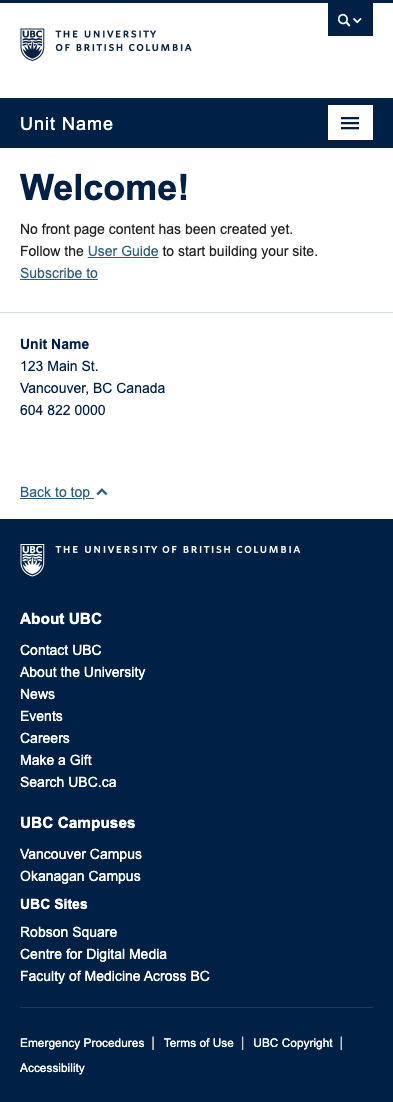 UBC
THE UNIVERSITY
OF BRITISH COLUMBIA
Unit Name
Welcome!
No front page content has been created yet.
Follow the User Guide to start building your site.
Subscribe to
Unit Name
123 Main St.
Vancouver, BC Canada
604 822 0000
Back to top
UBC
THE UNIVERSITY OF BRITISH COLUMBIA
About UBC
Contact UBC
About the University
News
Events
Careers
Make a Gift
Search UBC.ca
UBC Campuses
Vancouver Campus
Okanagan Campus
UBC Sites
Robson Square
Centre for Digital Media
Faculty of Medicine Across BC
Emergency Procedures | Terms of Use | UBC Copyright |
Accessibility